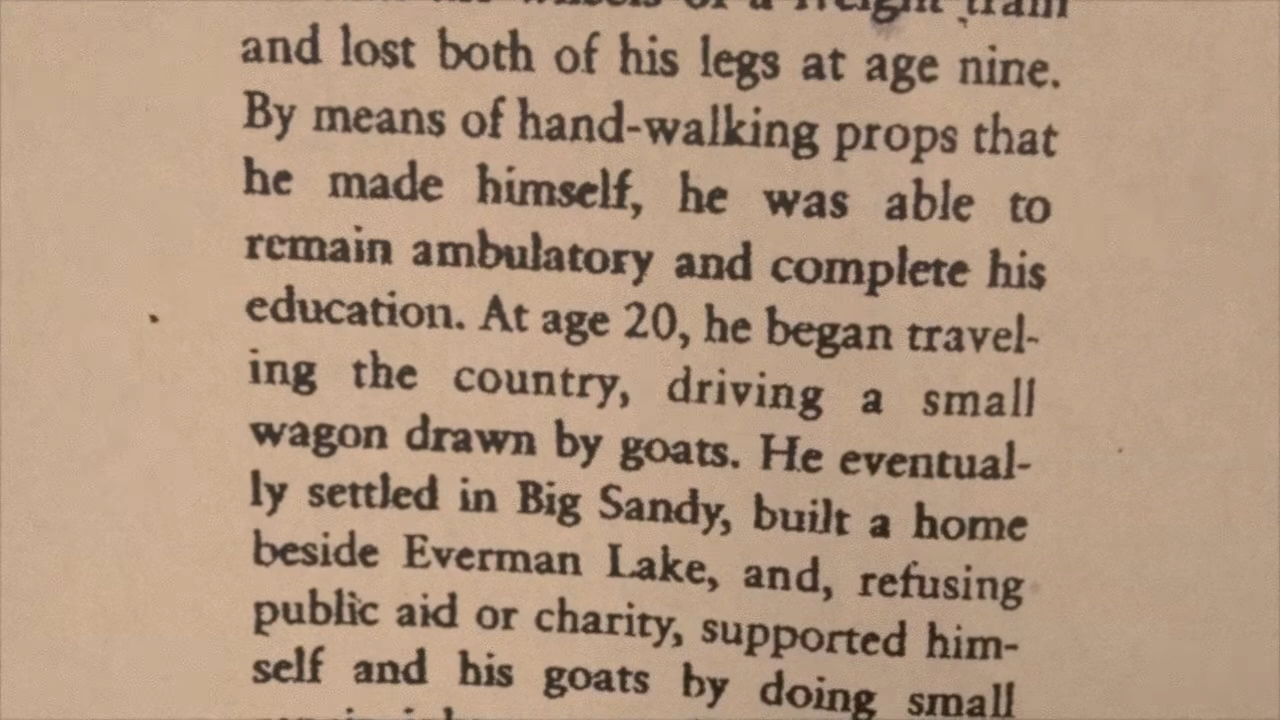 of a freight train
and lost both of his legs at age nine.
By means of hand-walking props that
he made himself, he was able to
remain ambulatory and complete his
education. At age 20, he began travel-
ing the country, driving a small
wagon drawn by goats. He eventual-
ly settled in Big Sandy, built a home
beside Everman Lake, and, refusing
public aid or charity, supported him-
self and his goats by doing small